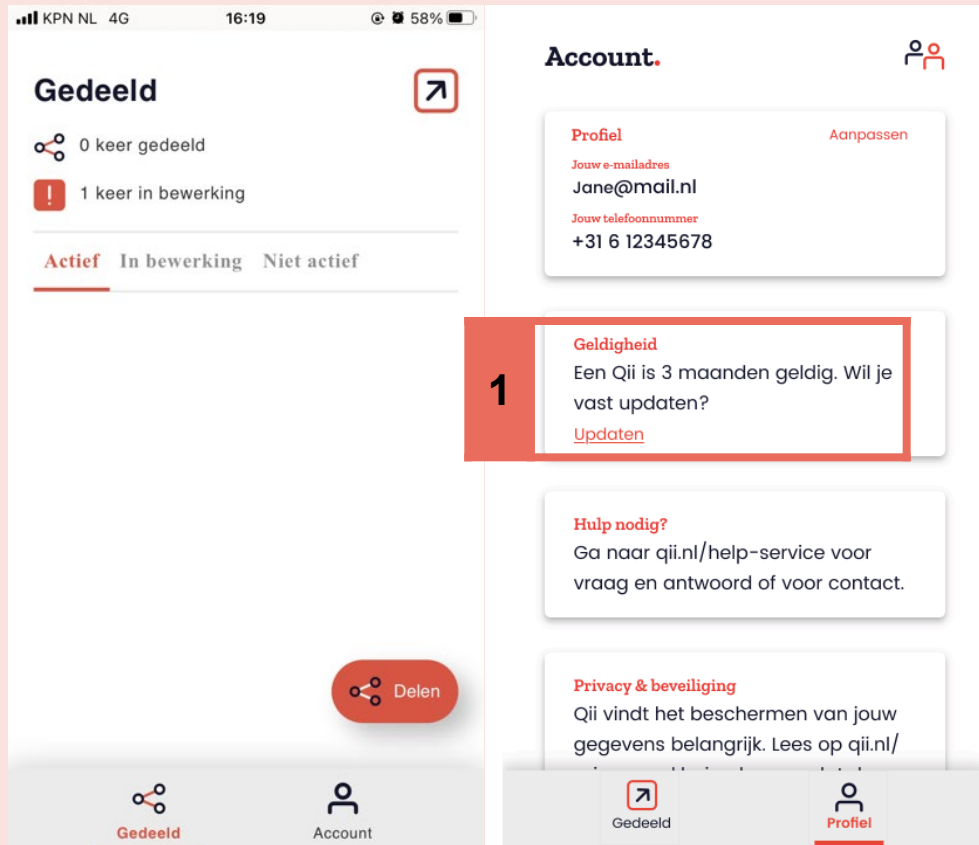 KPN NL 4G 16:19 58%
Gedeeld
0 keer gedeeld
! 1 keer in bewerking
Actief In bewerking Niet actief
Delen
Gedeeld Account
Account.
Profiel Aanpassen
Jouw e-mailadres
Jane@mail.nl
Jouw telefoonnummer
+31 6 12345678
1
Geldigheid
Een Qii is 3 maanden geldig. Wil je
vast updaten?
Updaten
Hulp nodig?
Ga naar qii.nl/help-service voor
vraag en antwoord of voor contact.
Privacy & beveiliging
Qii vindt het beschermen van jouw
gegevens belangrijk. Lees op qii.nl/
Gedeeld Profiel